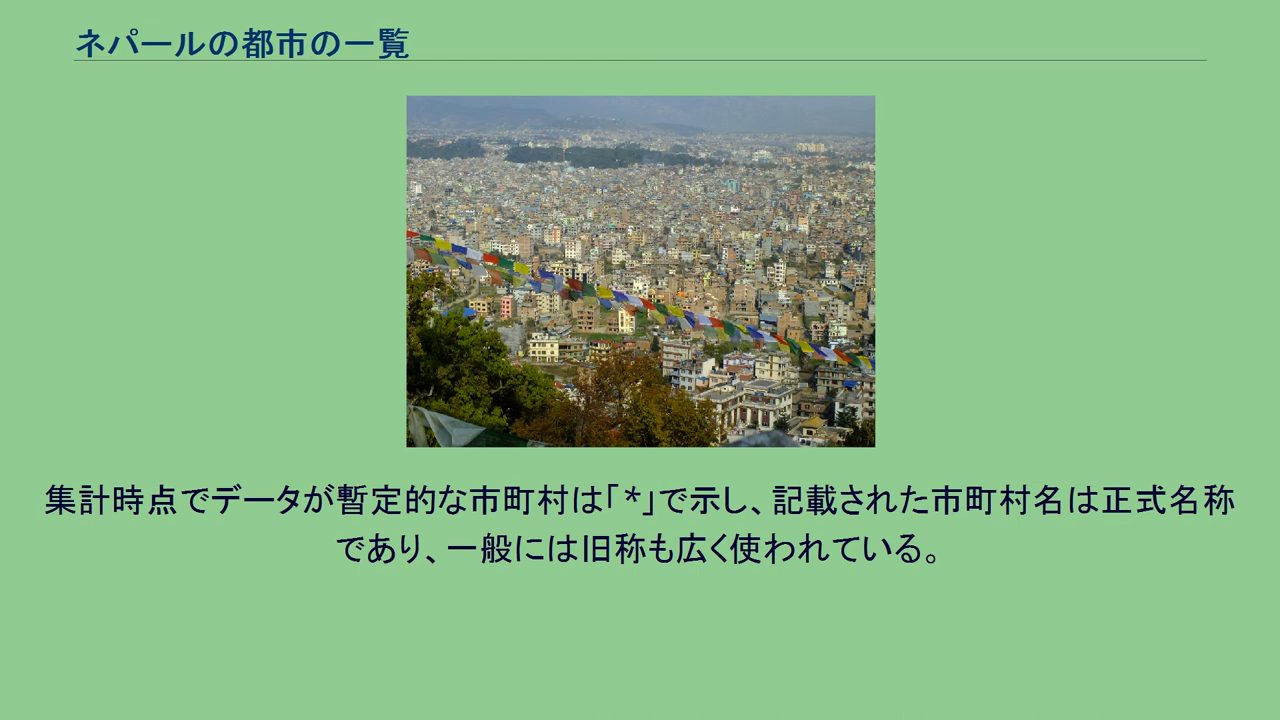 ネパールの都市の一覧
集計時点でデータが暫定的な市町村は「*」で示し、記載された市町村名は正式名称
であり、一般には旧称も広く使われている。